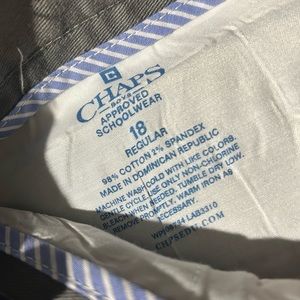 C
CHAPS
BOYS
APPROVED
SCHOOLWEAR
18
REGULAR
98% COTTON 2% SPANDEX
MADE IN DOMINICAN REPUBLIC
MACHINE WASH COLD WITH LIKE COLORS.
GENTLE CYCLE. USE ONLY NON-CHLORINE
BLEACH WHEN NEEDED. TUMBLE DRY LOW.
REMOVE PROMPTLY. WARM IRON AS
NECESSARY.
LAB3310